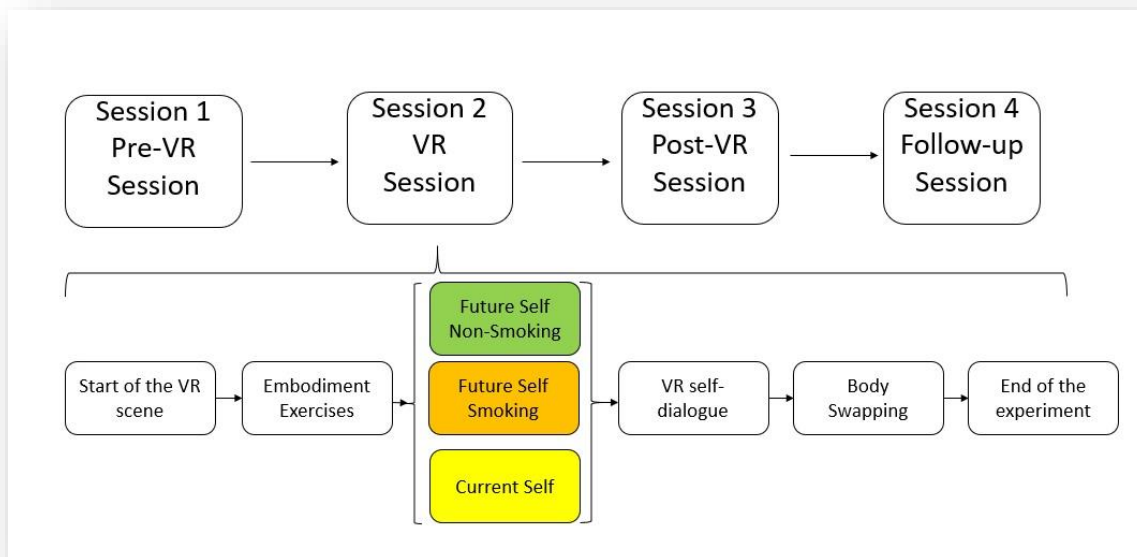 Session 1
Pre-VR
Session
Session 2
VR
Session
Session 3
Post-VR
Session
Session 4
Follow-up
Session
Start of the VR
scene
Embodiment
Exercises
Future Self
Non-Smoking
Future Self
Smoking
Current Self
VR self-
dialogue
Body
Swapping
End of the
experiment